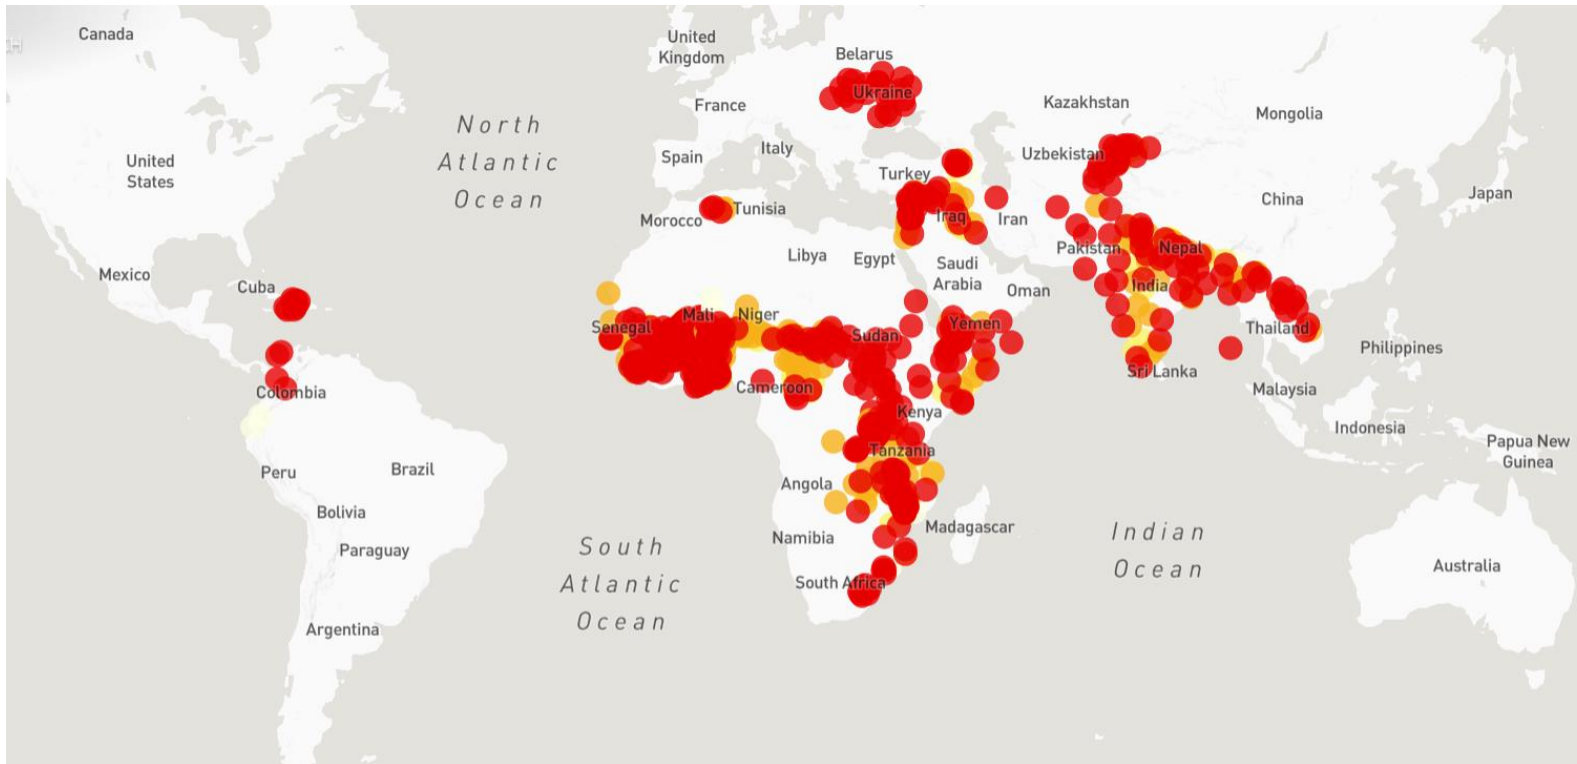 Canada
CH
United
Kingdom
Belarus
Ukraine
Kazakhstan
Mongolia
France
North
Atlantic
Ocean
United
States
Spain
Italy
Uzbekistan
Turkey
China
Japan
Morocco
Tunisia
Iraq
Iran
Libya
Egypt
Pakistan
Nepal
Mexico
Cuba
Saudi
Arabia
Oman
India
Senegal
Mali
Niger
Sudan
Yemen
Thailand
Philippines
Colombia
Cameroon
Sri Lanka
Malaysia
Kenya
Indonesia
Papua New
Guinea
Peru
Brazil
Tanzania
Angola
Bolivia
Paraguay
Namibia
Madagascar
Indian
Ocean
South
Atlantic
Ocean
South Africa
Australia
Argentina